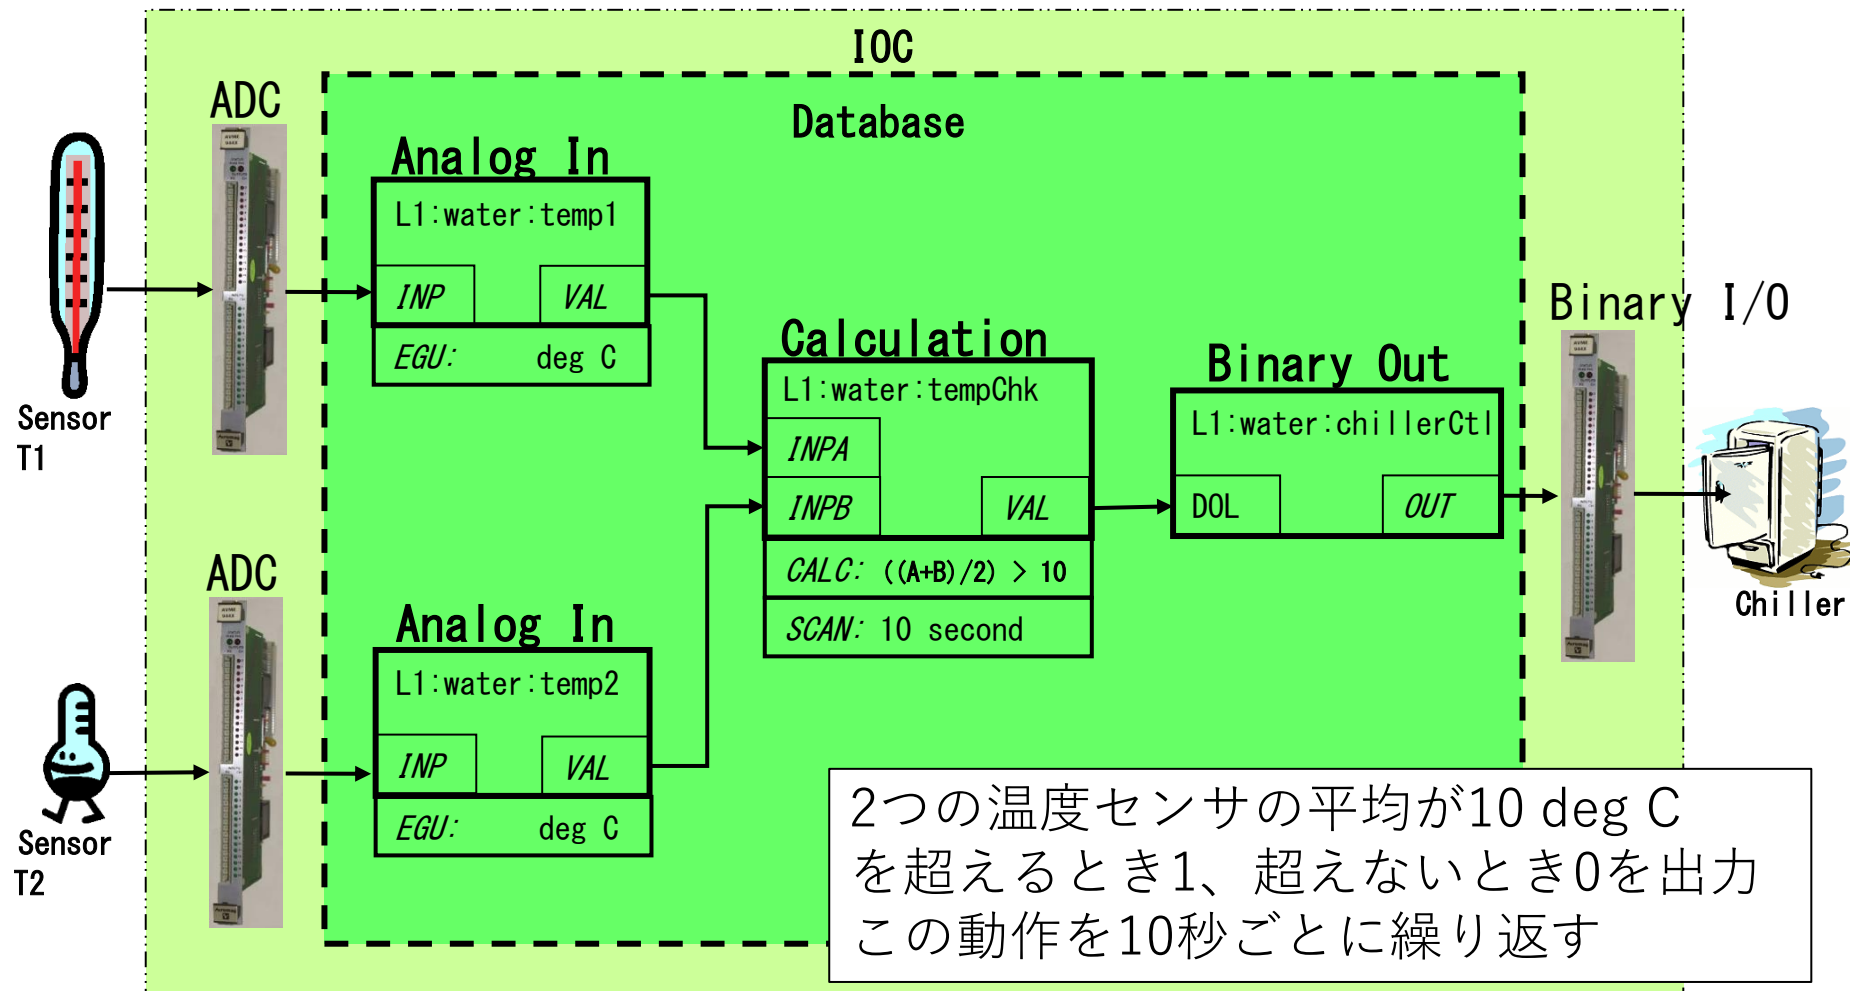 IOC
ADC
Database
Analog In
L1:water:temp1
INP
VAL
EGU: deg C
Sensor
T1
Calculation
L1:water:tempChk
INPA
INPB
VAL
CALC: ((A+B)/2) > 10
SCAN: 10 second
Binary Out
L1:water:chillerCtl
DOL
OUT
Binary I/O
Chiller
ADC
Analog In
L1:water:temp2
INP
VAL
EGU: deg C
Sensor
T2
2つの温度センサの平均が10 deg C
を超えるとき1、超えないとき0を出力
この動作を10秒ごとに繰り返す